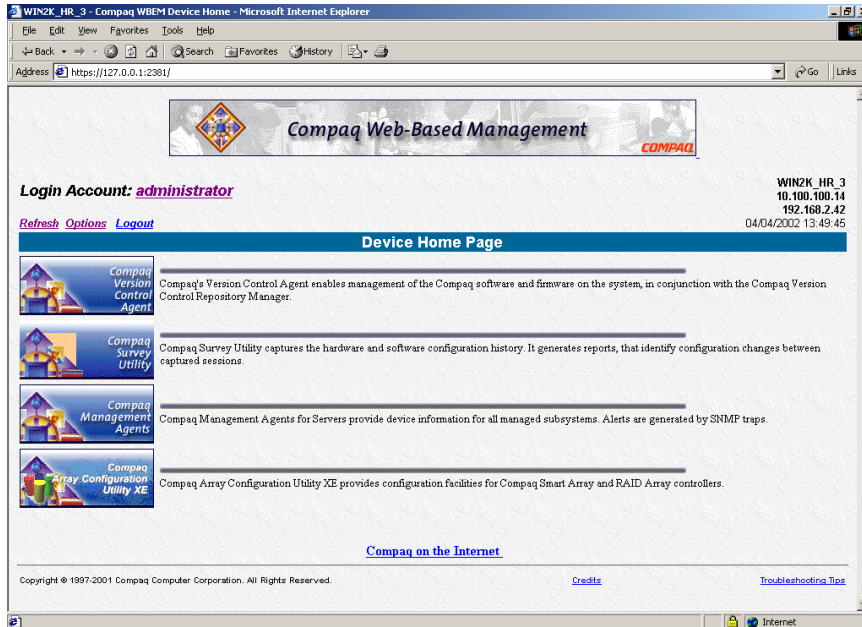 WIN2K_HR_3 - Compaq WBEM Device Home - Microsoft Internet Explorer
File Edit View Favorites Tools Help
Back Search Favorites History
Address https://127.0.0.1:2381/ Go Links
Compaq Web-Based Management
COMPAQ
Login Account: administrator
WIN2K_HR_3
10.100.100.14
192.168.2.42
Refresh Options Logout 04/04/2002 13:49:45
Device Home Page
Compaq
Version
Control
Agent
Compaq's Version Control Agent enables management of the Compaq software and firmware on the system, in conjunction with the Compaq Version
Control Repository Manager.
Compaq
Survey
Utility
Compaq Survey Utility captures the hardware and software configuration history. It generates reports, that identify configuration changes between
captured sessions.
Compaq
Management
Agents
Compaq Management Agents for Servers provide device information for all managed subsystems. Alerts are generated by SNMP traps.
Compaq
Array Configuration
Utility XE
Compaq Array Configuration Utility XE provides configuration facilities for Compaq Smart Array and RAID Array controllers.
Compaq on the Internet
Copyright © 1997-2001 Compaq Computer Corporation. All Rights Reserved. Credits Troubleshooting Tips
Internet